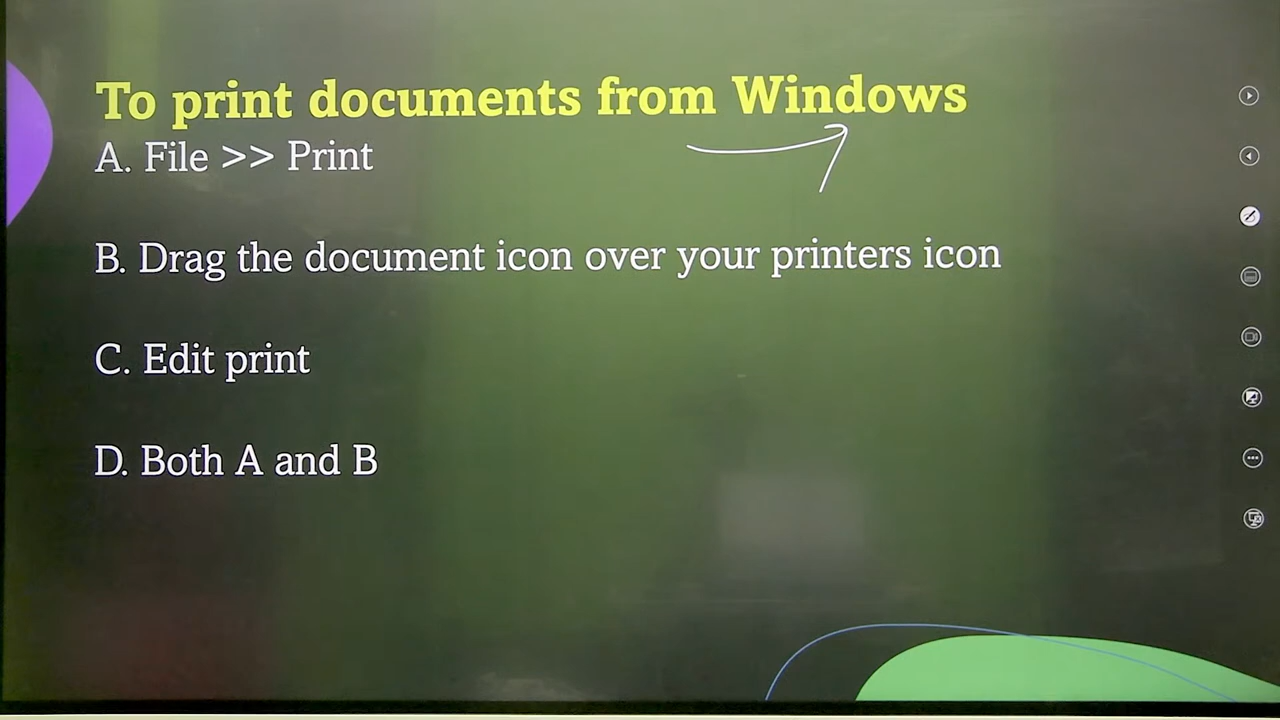 To print documents from Windows
A. File >> Print
B. Drag the document icon over your printers icon
C. Edit print
D. Both A and B